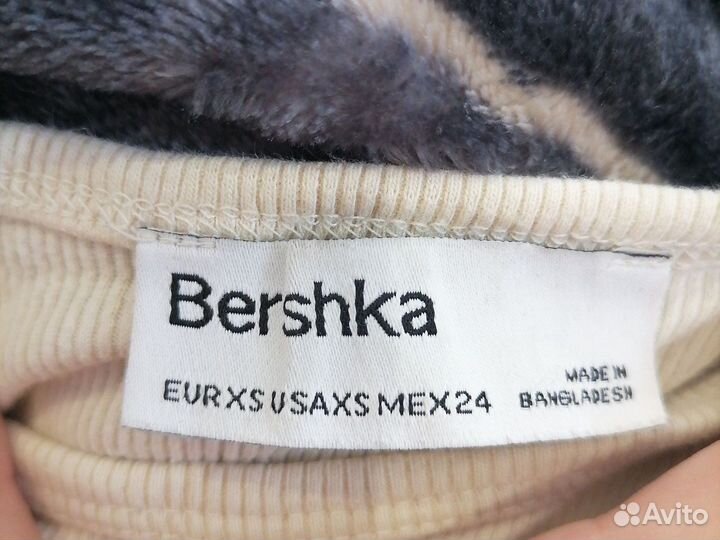 Bershka
EUR XS USA XS MEX 24
MADE IN
BANGLADESH
Avito